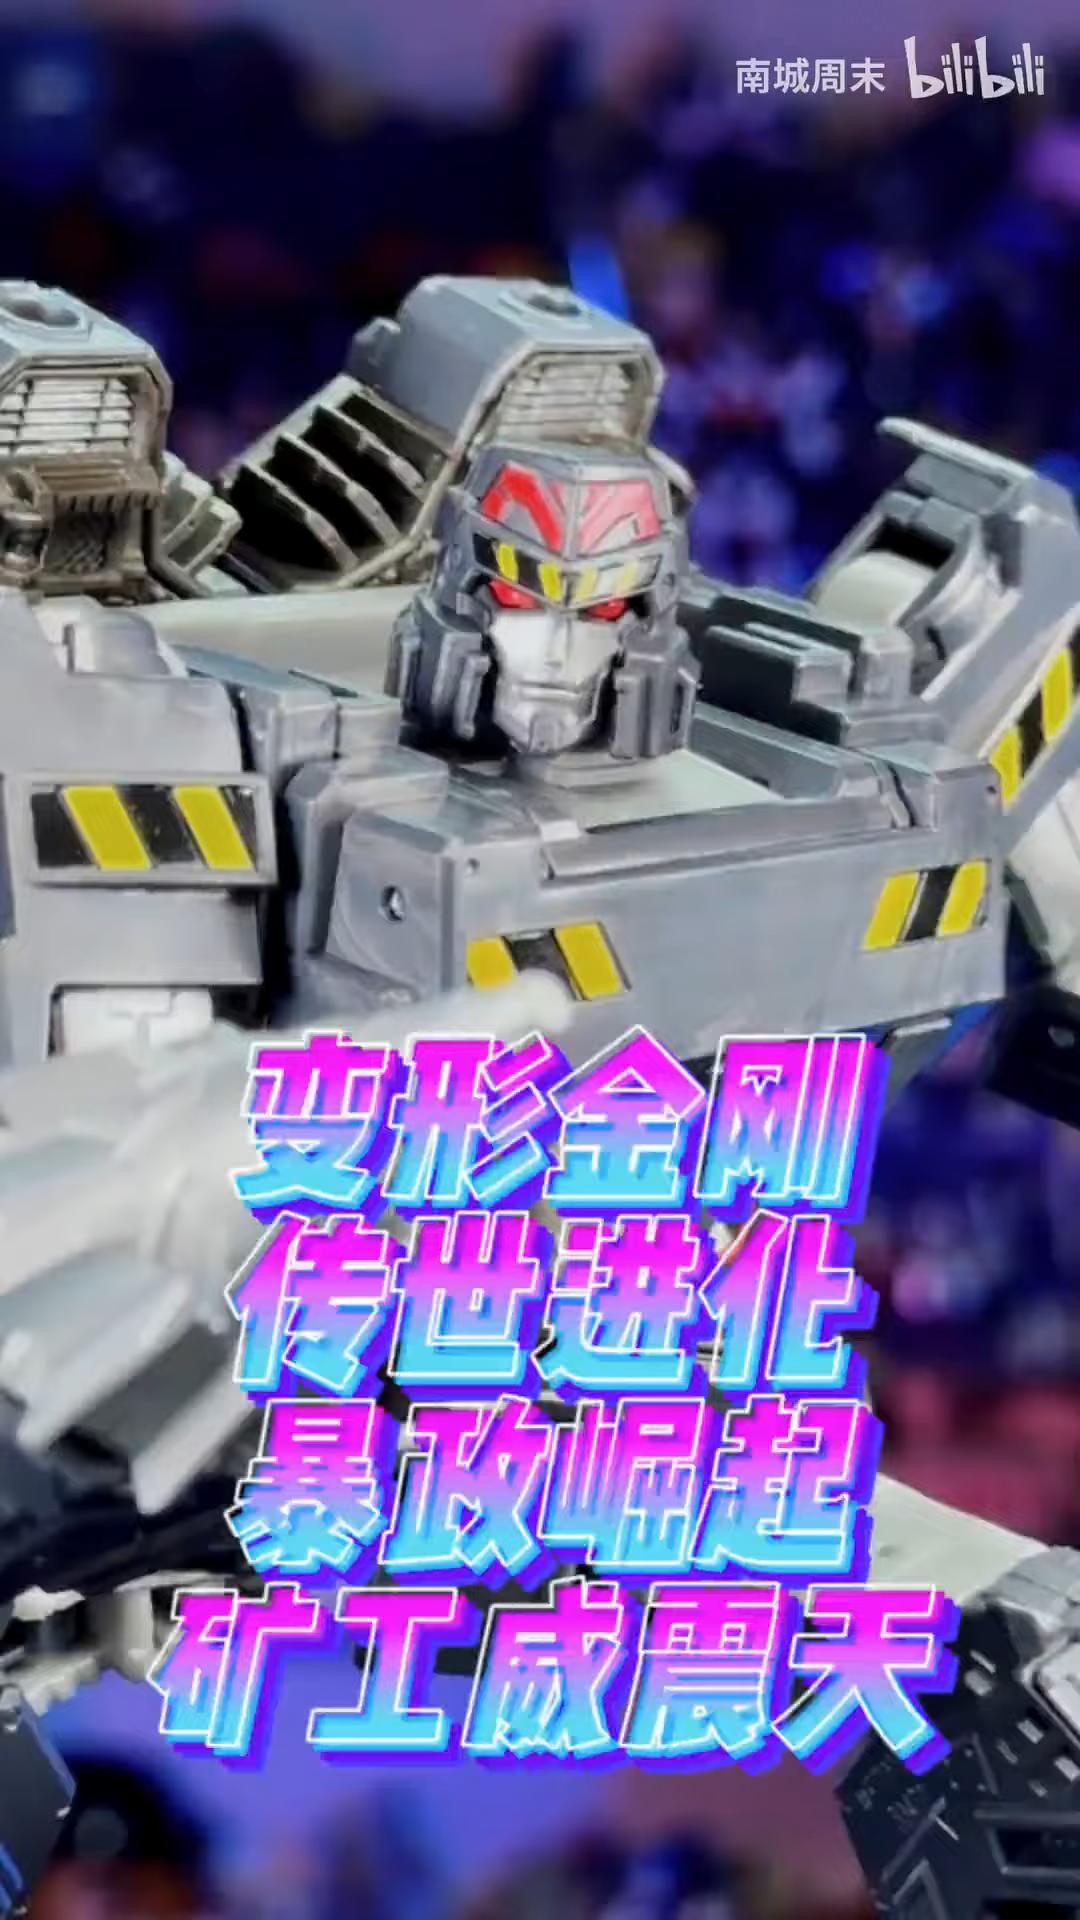 南城周末 bilibili
变形金刚
传世进化
暴政崛起
矿工威震天